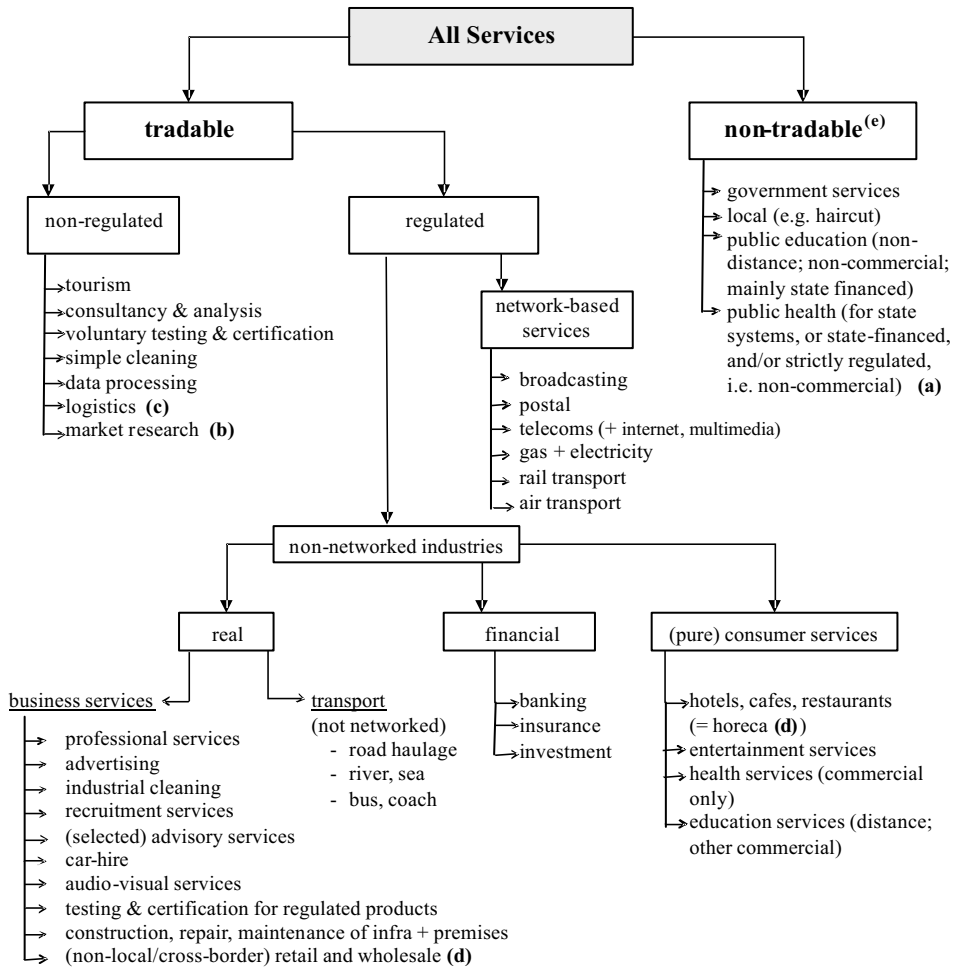 All Services
tradable
non-tradable(e)
non-regulated
regulated
government services
local (e.g. haircut)
public education (non-
distance; non-commercial;
mainly state financed)
public health (for state
systems, or state-financed,
and/or strictly regulated,
i.e. non-commercial) (a)
tourism
consultancy & analysis
voluntary testing & certification
simple cleaning
data processing
logistics (c)
market research (b)
network-based
services
broadcasting
postal
telecoms (+ internet, multimedia)
gas + electricity
rail transport
air transport
non-networked industries
real
financial
(pure) consumer services
business services
professional services
advertising
industrial cleaning
recruitment services
(selected) advisory services
car-hire
audio-visual services
testing & certification for regulated products
construction, repair, maintenance of infra + premises
(non-local/cross-border) retail and wholesale (d)
transport
(not networked)
- road haulage
- river, sea
- bus, coach
banking
insurance
investment
hotels, cafes, restaurants
(= horeca (d) )
entertainment services
health services (commercial
only)
education services (distance;
other commercial)